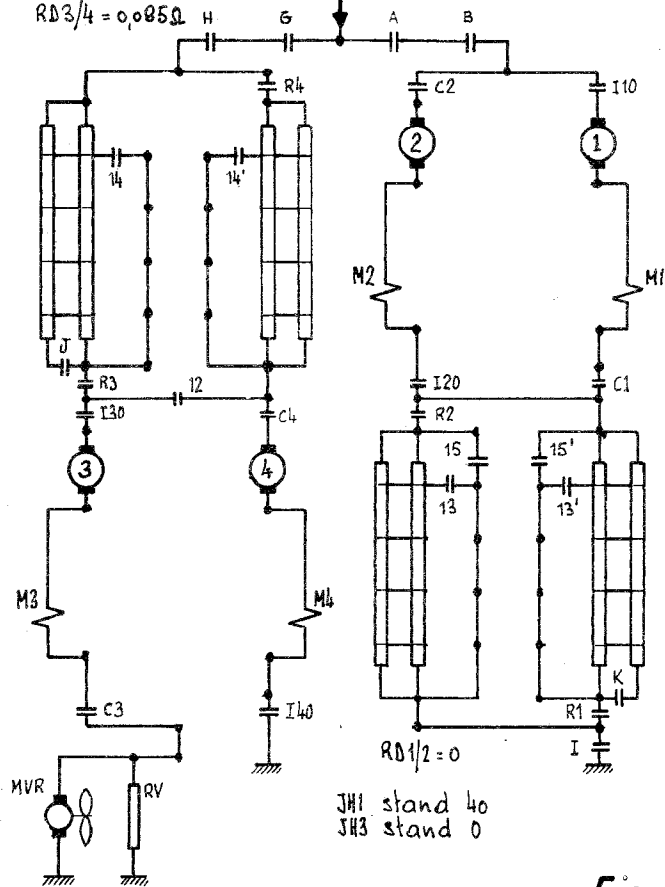 RD3/4 = 0,085Ω
H G A B
R4 C2 I10
2 1
14 14'
M2 M1
J
R3 12 I20 C1
I30 C4 R2
15 15'
3 4
13 13'
M3 M4
K
C3 I40 R1
RD1/2 = 0 I
MVR RV
JH1 stand 40
JH3 stand 0